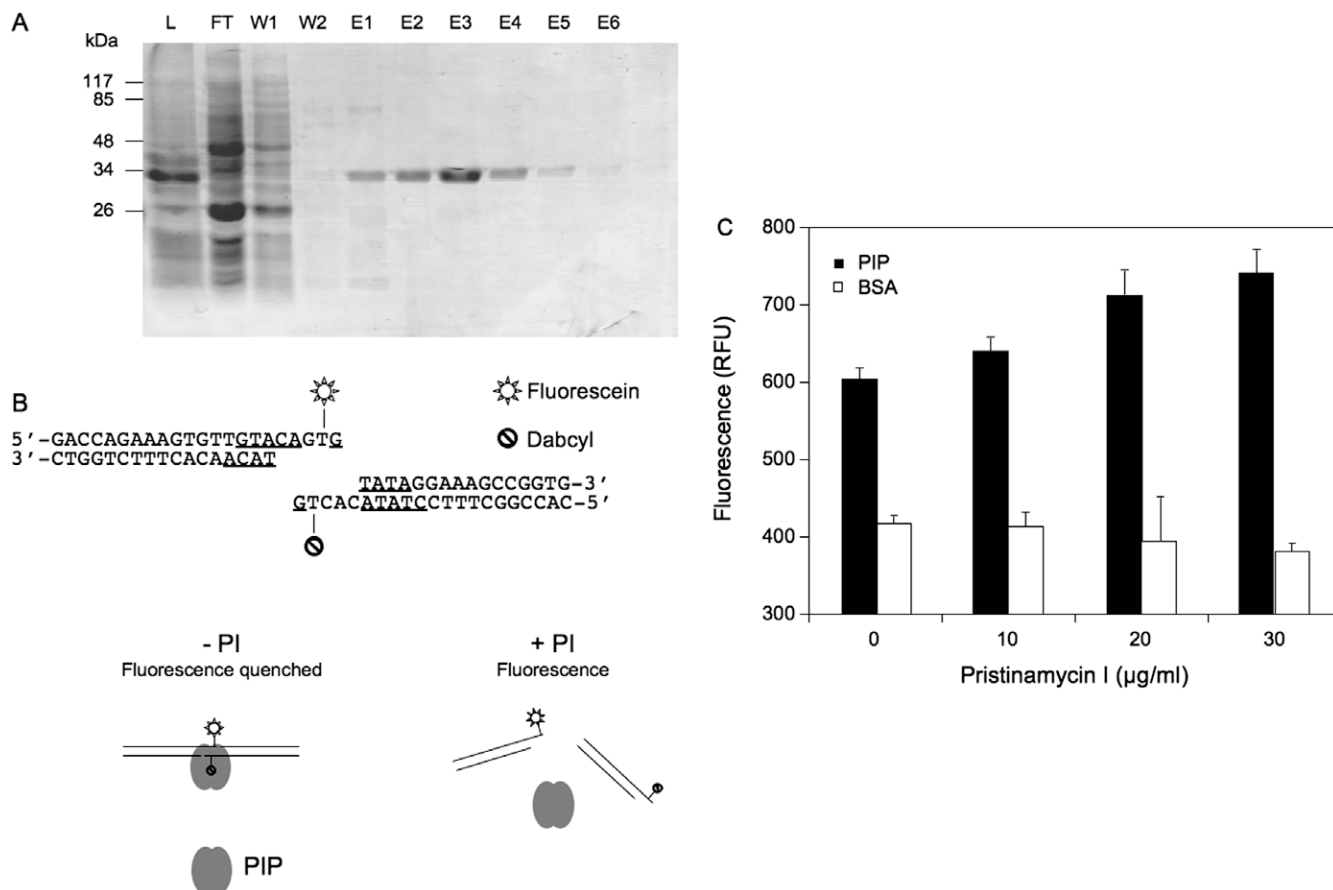 A
L FT W1 W2 E1 E2 E3 E4 E5 E6
kDa
117
85
48
34
26
B
Fluorescein
Dabcyl
5'-GACCAGAAAGTGTTGTACAGTG
3'-CTGGTCTTTCACAACAT
TATAGGAAAGCCGGTG-3'
GTCACATATCCTTTCGGCCAC-5'
- PI
Fluorescence quenched
+ PI
Fluorescence
PIP
C
800
700
600
500
400
300
Fluorescence (RFU)
PIP
BSA
0 10 20 30
Pristinamycin I (µg/ml)